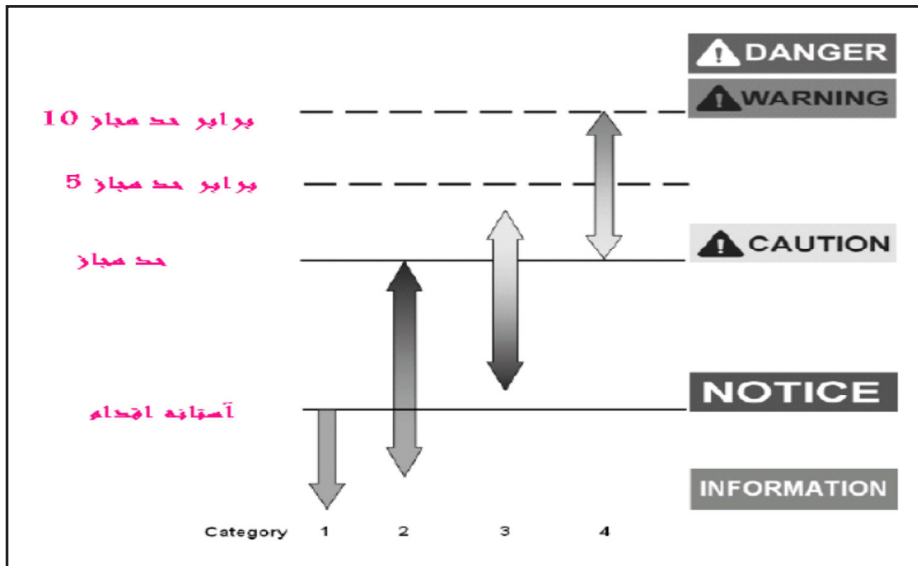 DANGER
WARNING
10 برابر حد مجاز
5 برابر حد مجاز
حد مجاز
CAUTION
آستانه اقدام
NOTICE
INFORMATION
Category 1 2 3 4